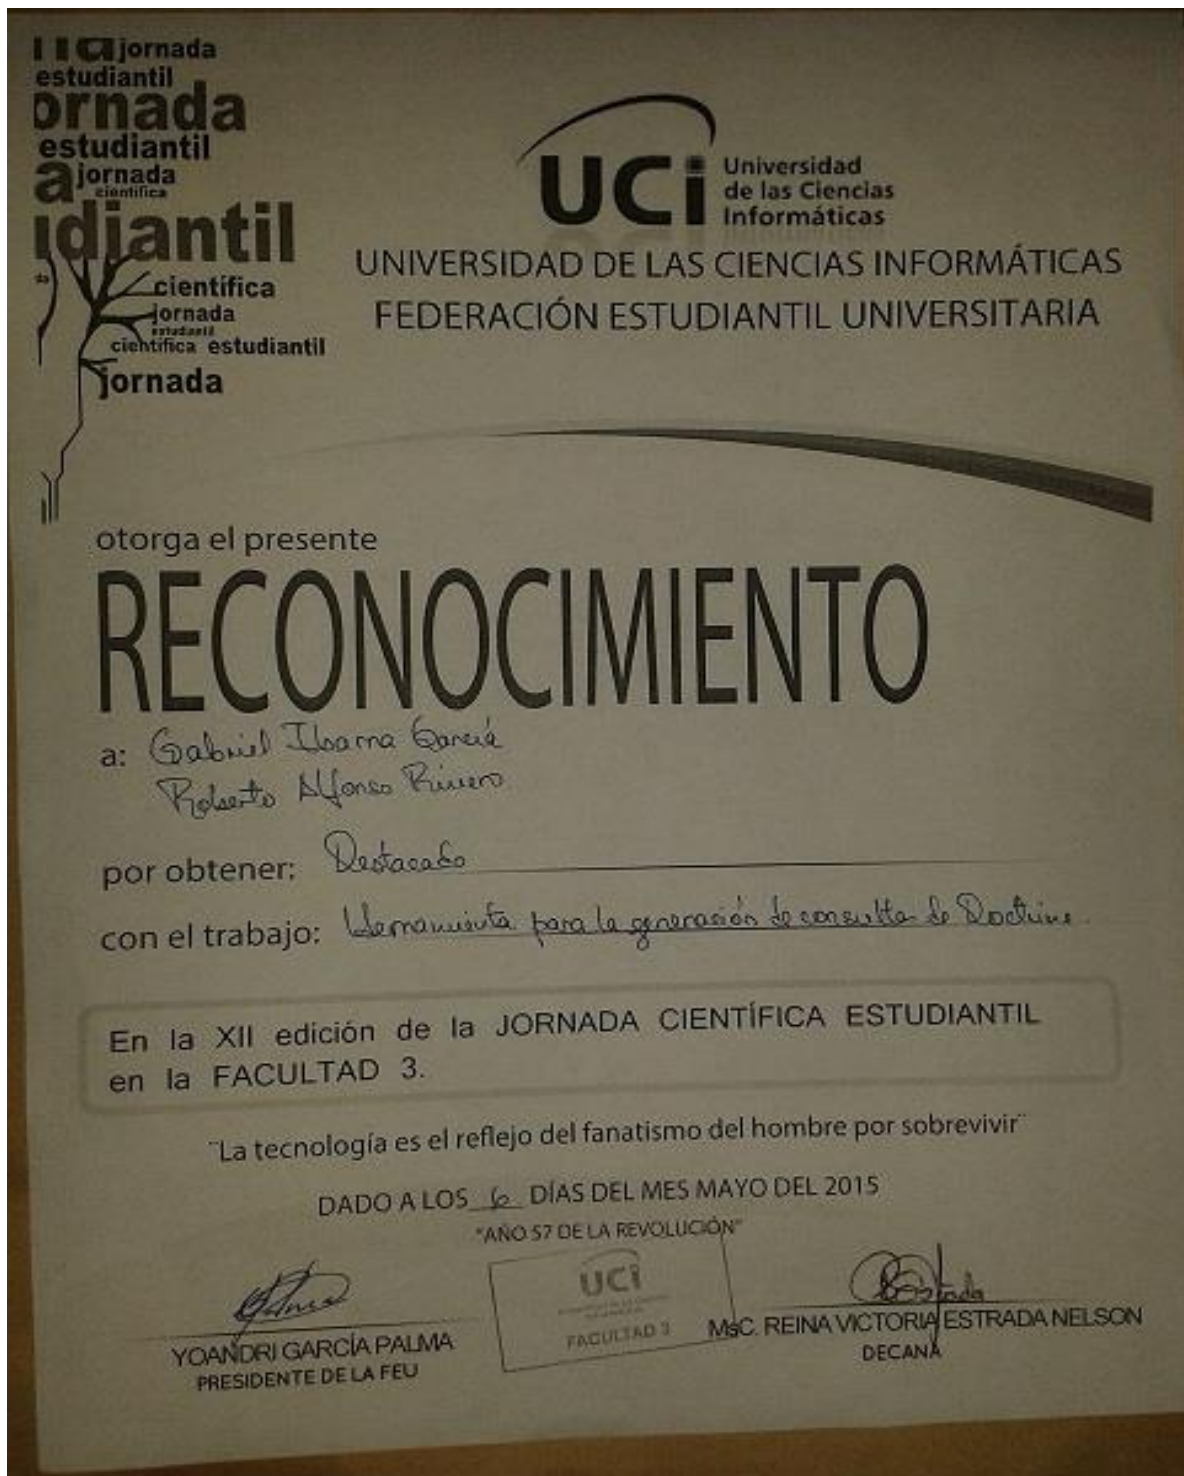 jornada
estudiantil
ornada
estudiantil
a jornada
científica
idiantil
científica
jornada
estudiantil
científica estudiantil
jornada
UCi
Universidad
de las Ciencias
Informáticas
UNIVERSIDAD DE LAS CIENCIAS INFORMÁTICAS
FEDERACIÓN ESTUDIANTIL UNIVERSITARIA
otorga el presente
RECONOCIMIENTO
a: Gabriel Ibarra García
Roberto Alfonso Rivero
por obtener: Destacado
con el trabajo: Herramienta para la generación de consultas de Doctrine.
En la XII edición de la JORNADA CIENTÍFICA ESTUDIANTIL
en la FACULTAD 3.
¨La tecnología es el reflejo del fanatismo del hombre por sobrevivir¨
DADO A LOS 6 DÍAS DEL MES MAYO DEL 2015
"AÑO 57 DE LA REVOLUCIÓN"
UCi
FACULTAD 3
YOANDRI GARCÍA PALMA
PRESIDENTE DE LA FEU
MsC. REINA VICTORIA ESTRADA NELSON
DECANA